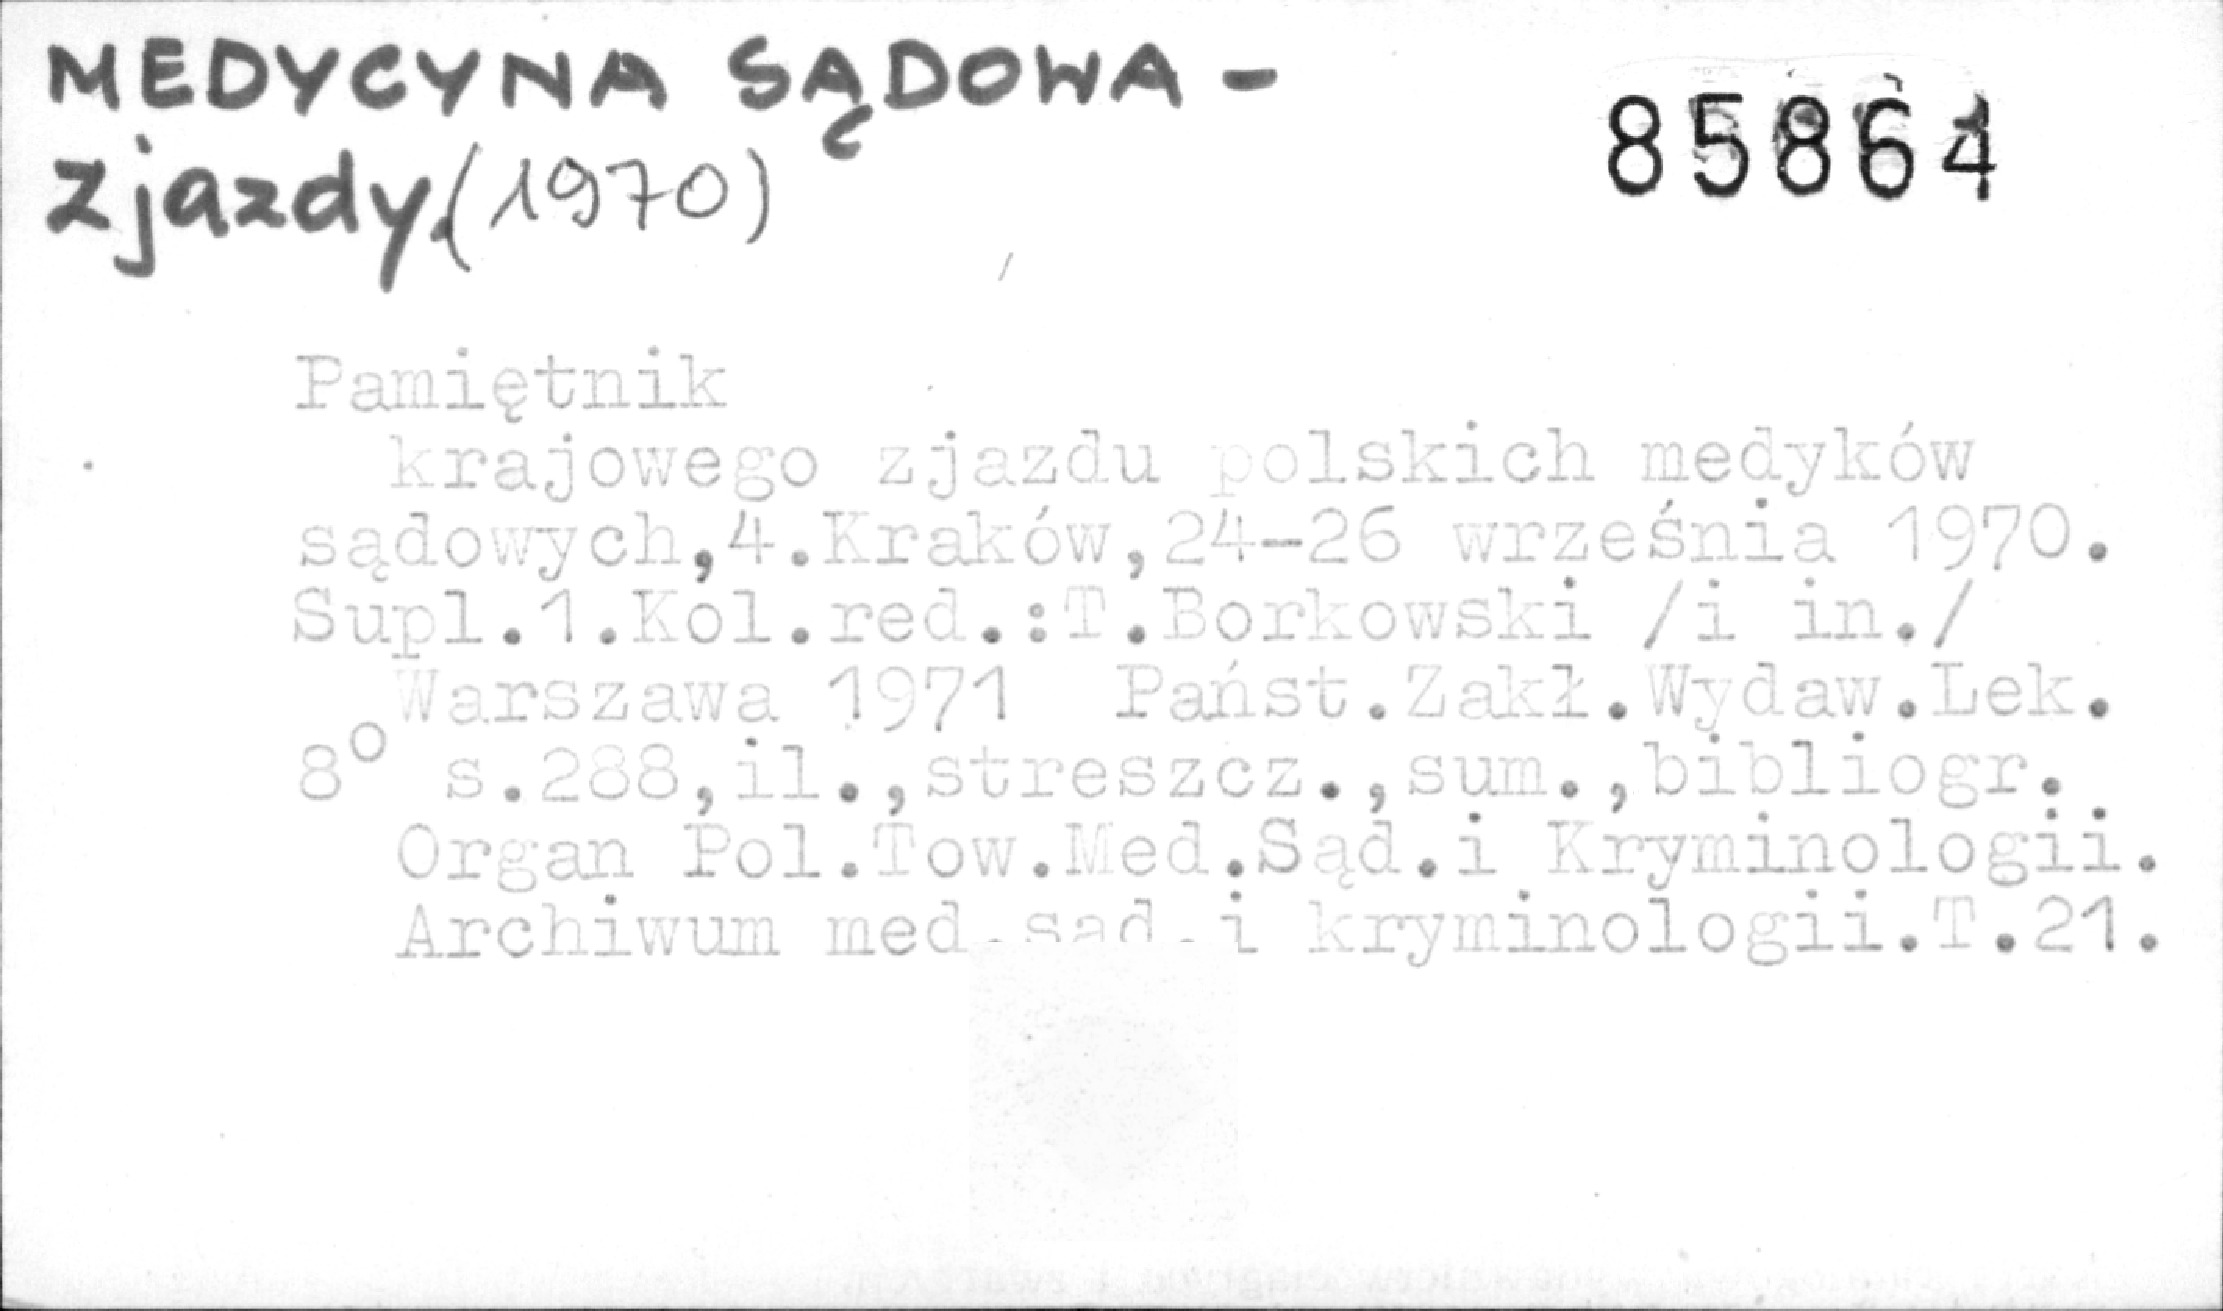 MEDYCYNA SĄDOWA -
zjazdy.(1970)
85864
Pamiętnik
krajowego zjazdu polskich medyków
sądowych,4.Kraków,24-26 września 1970.
Supl.1.Kol.red.:T.Borkowski /i in./
Warszawa 1971 Państ.Zakł.Wydaw.Lek.
8° s.288,il.,streszcz.,sum.,bibliogr.
Organ Pol.Tow.Med.Sąd.i Kryminologii.
Archiwum med.sąd.i kryminologii.T.21.